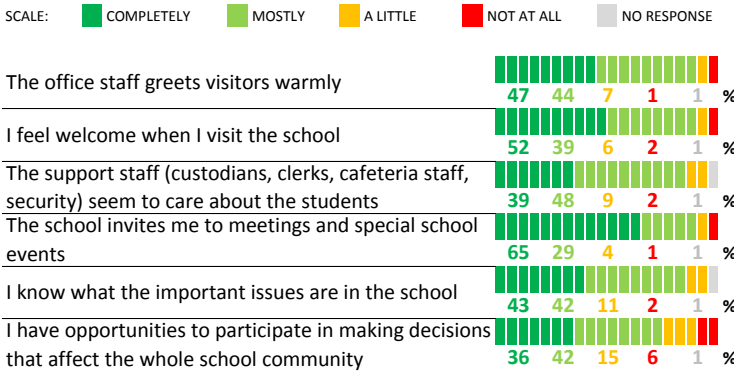 SCALE: COMPLETELY MOSTLY A LITTLE NOT AT ALL NO RESPONSE
The office staff greets visitors warmly
47 44 7 1 1 %
I feel welcome when I visit the school
52 39 6 2 1 %
The support staff (custodians, clerks, cafeteria staff,
security) seem to care about the students
39 48 9 2 1 %
The school invites me to meetings and special school
events
65 29 4 1 1 %
I know what the important issues are in the school
43 42 11 2 1 %
I have opportunities to participate in making decisions
that affect the whole school community
36 42 15 6 1 %